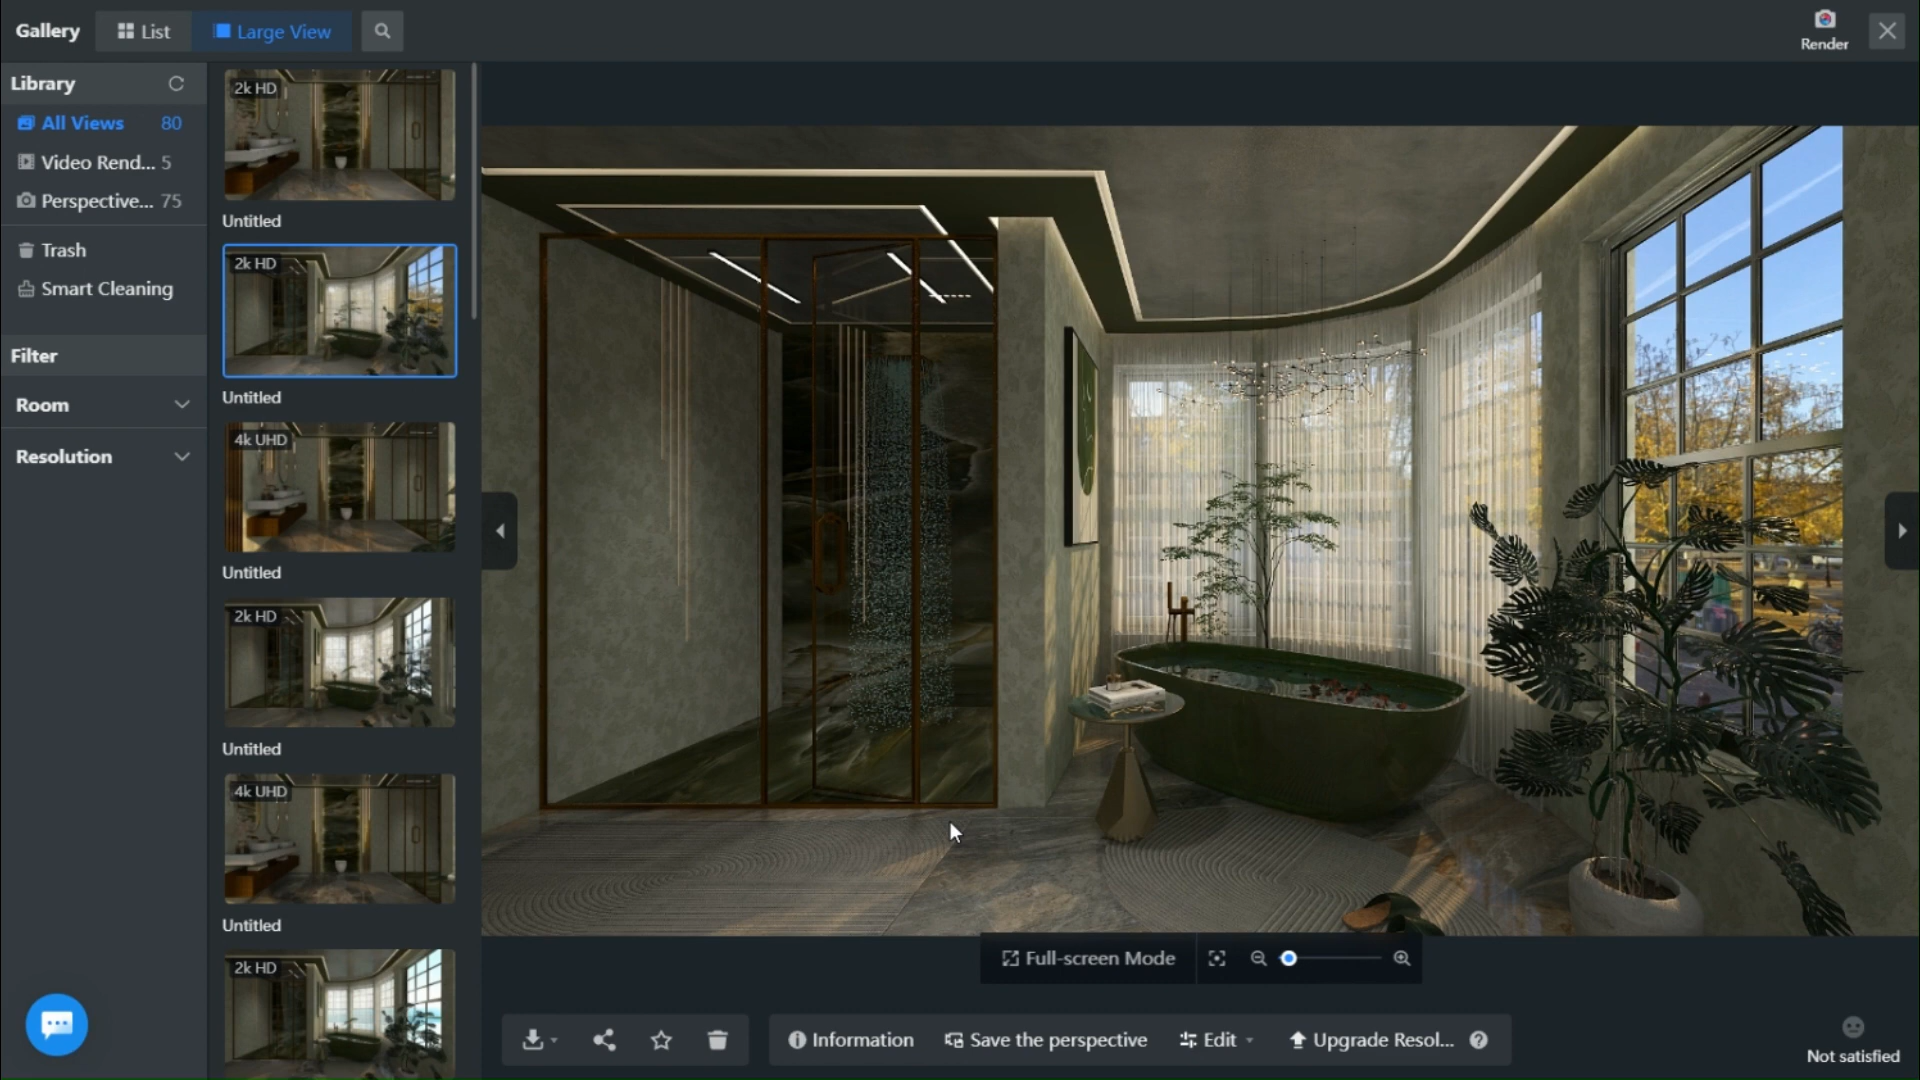 Gallery
List
Large View
Render
Library
All Views 80
Video Rend... 5
Perspective... 75
Trash
Smart Cleaning
Filter
Room
Resolution
2k HD
Untitled
2k HD
Untitled
4k UHD
Untitled
2k HD
Untitled
4k UHD
Untitled
2k HD
Full-screen Mode
Information
Save the perspective
Edit
Upgrade Resol...
Not satisfied